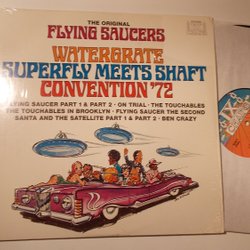 THE ORIGINAL
FLYING SAUCERS
WATERGRATE
SUPERFLY MEETS SHAFT
CONVENTION '72
FLYING SAUCER PART 1 & PART 2 · ON TRIAL · THE TOUCHABLES
THE TOUCHABLES IN BROOKLYN · FLYING SAUCER THE SECOND
SANTA AND THE SATELLITE PART 1 & PART 2 · BEN CRAZY